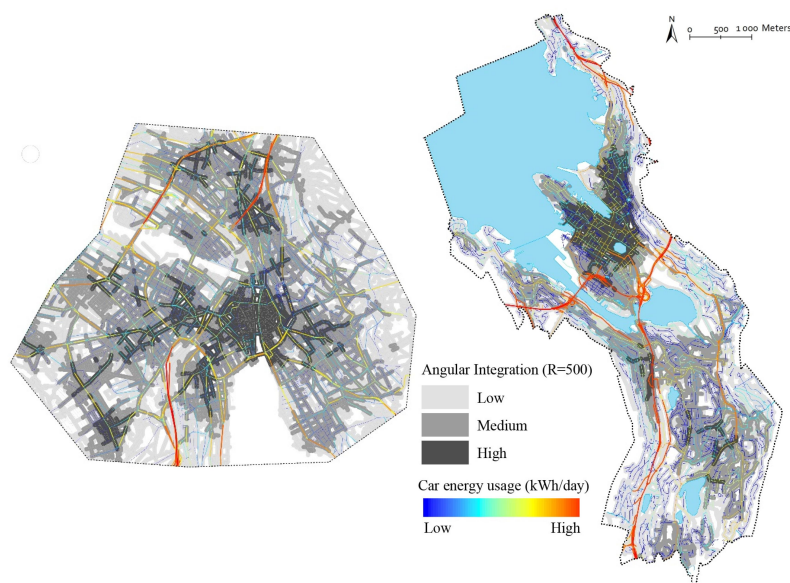 N
0 500 1 000 Meters
Angular Integration (R=500)
Low
Medium
High
Car energy usage (kWh/day)
Low High